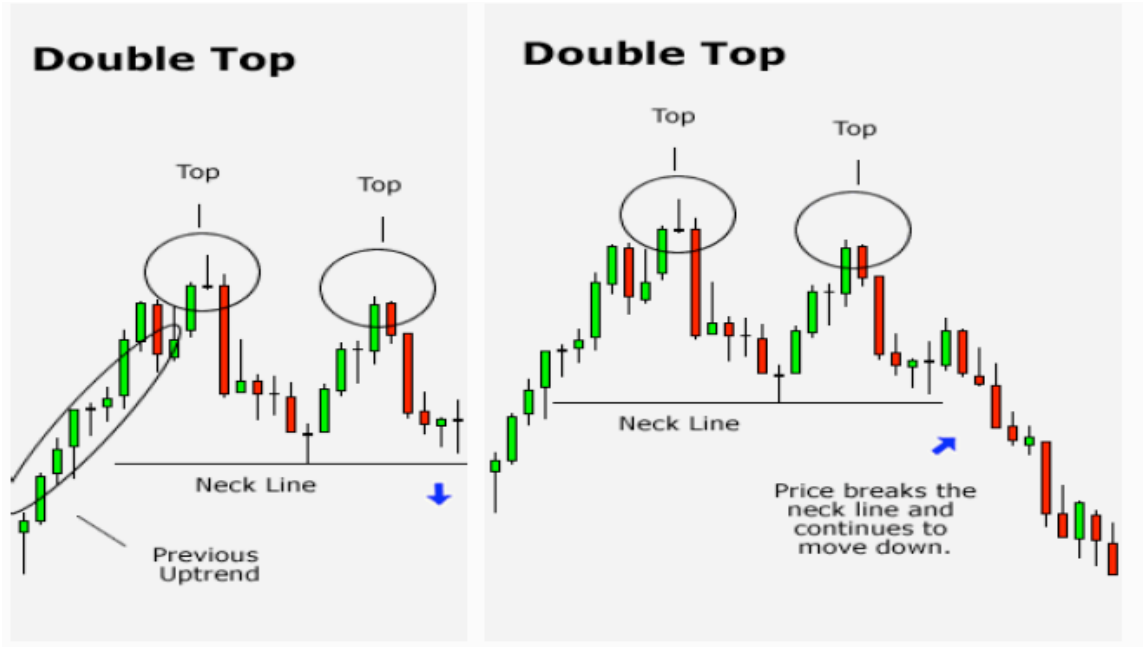 Double Top
Top
Top
Neck Line
Previous
Uptrend
Double Top
Top
Top
Neck Line
Price breaks the
neck line and
continues to
move down.